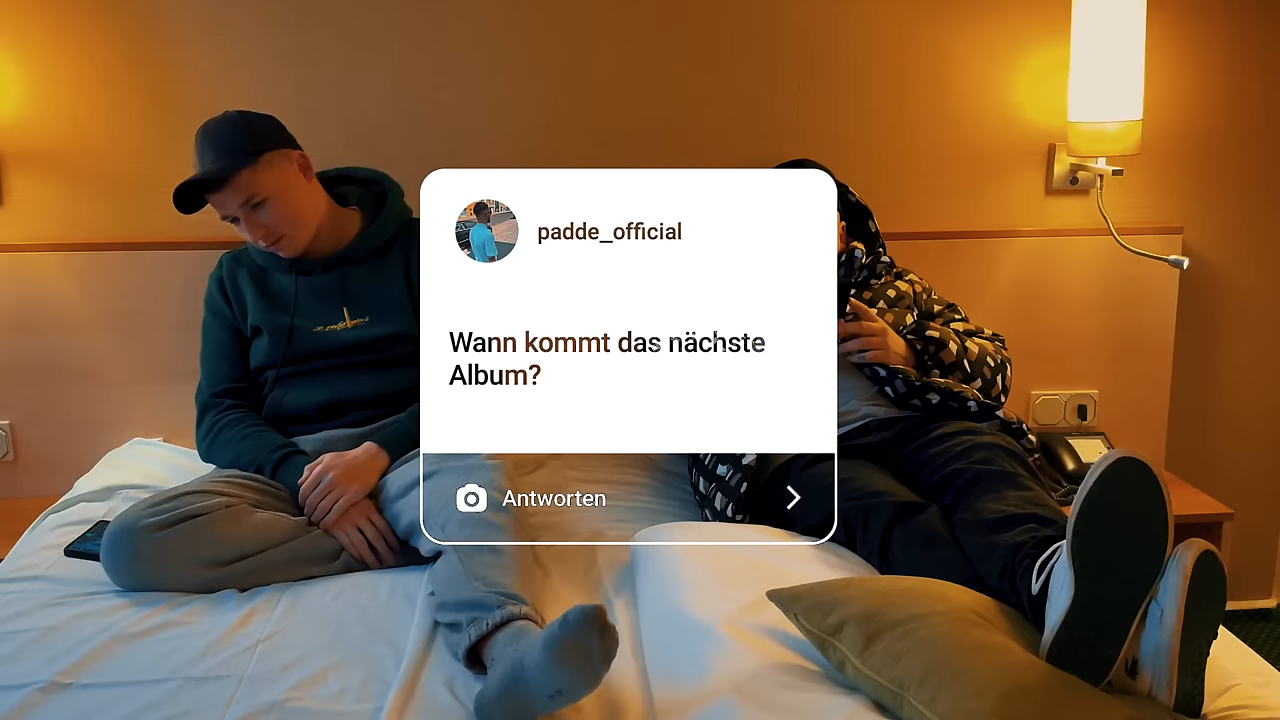 padde_official
Wann kommt das nächste
Album?
Antworten